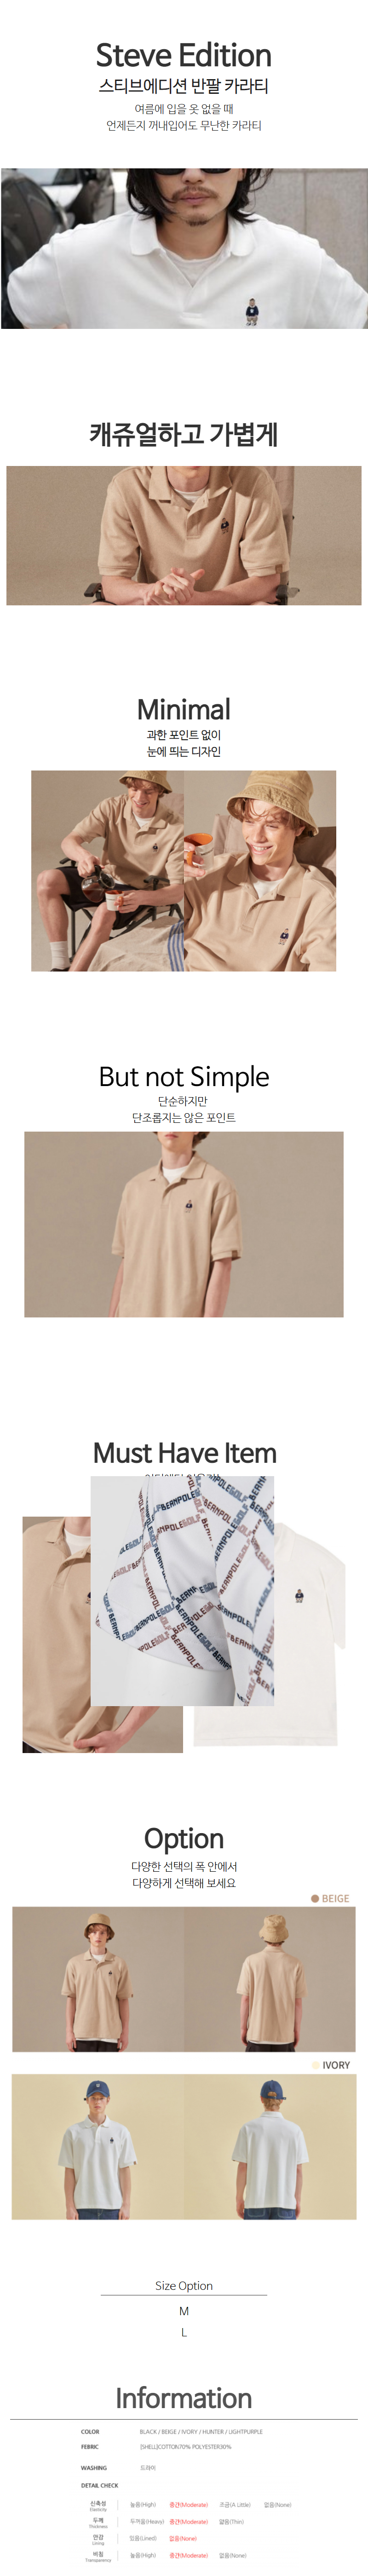 Steve Edition
스티브에디션 반팔 카라티
여름에 입을 옷 없을 때
언제든지 꺼내입어도 무난한 카라티
캐쥬얼하고 가볍게
Minimal
과한 포인트 없이
눈에 띄는 디자인
But not Simple
단순하지만
단조롭지는 않은 포인트
Must Have Item
BEANPOLEGOLF
Option
다양한 선택의 폭 안에서
다양하게 선택해 보세요
BEIGE
IVORY
Size Option
M
L
Information
COLOR BLACK / BEIGE / IVORY / HUNTER / LIGHTPURPLE
FEBRIC [SHELL]COTTON70% POLYESTER30%
WASHING 드라이
DETAIL CHECK
신축성 높음(High) 중간(Moderate) 조금(A Little) 없음(None)
Elasticity
두께 두꺼움(Heavy) 중간(Moderate) 얇음(Thin)
Thickness
안감 있음(Lined) 없음(None)
Lining
비침 높음(High) 중간(Moderate) 없음(None)
Transparency